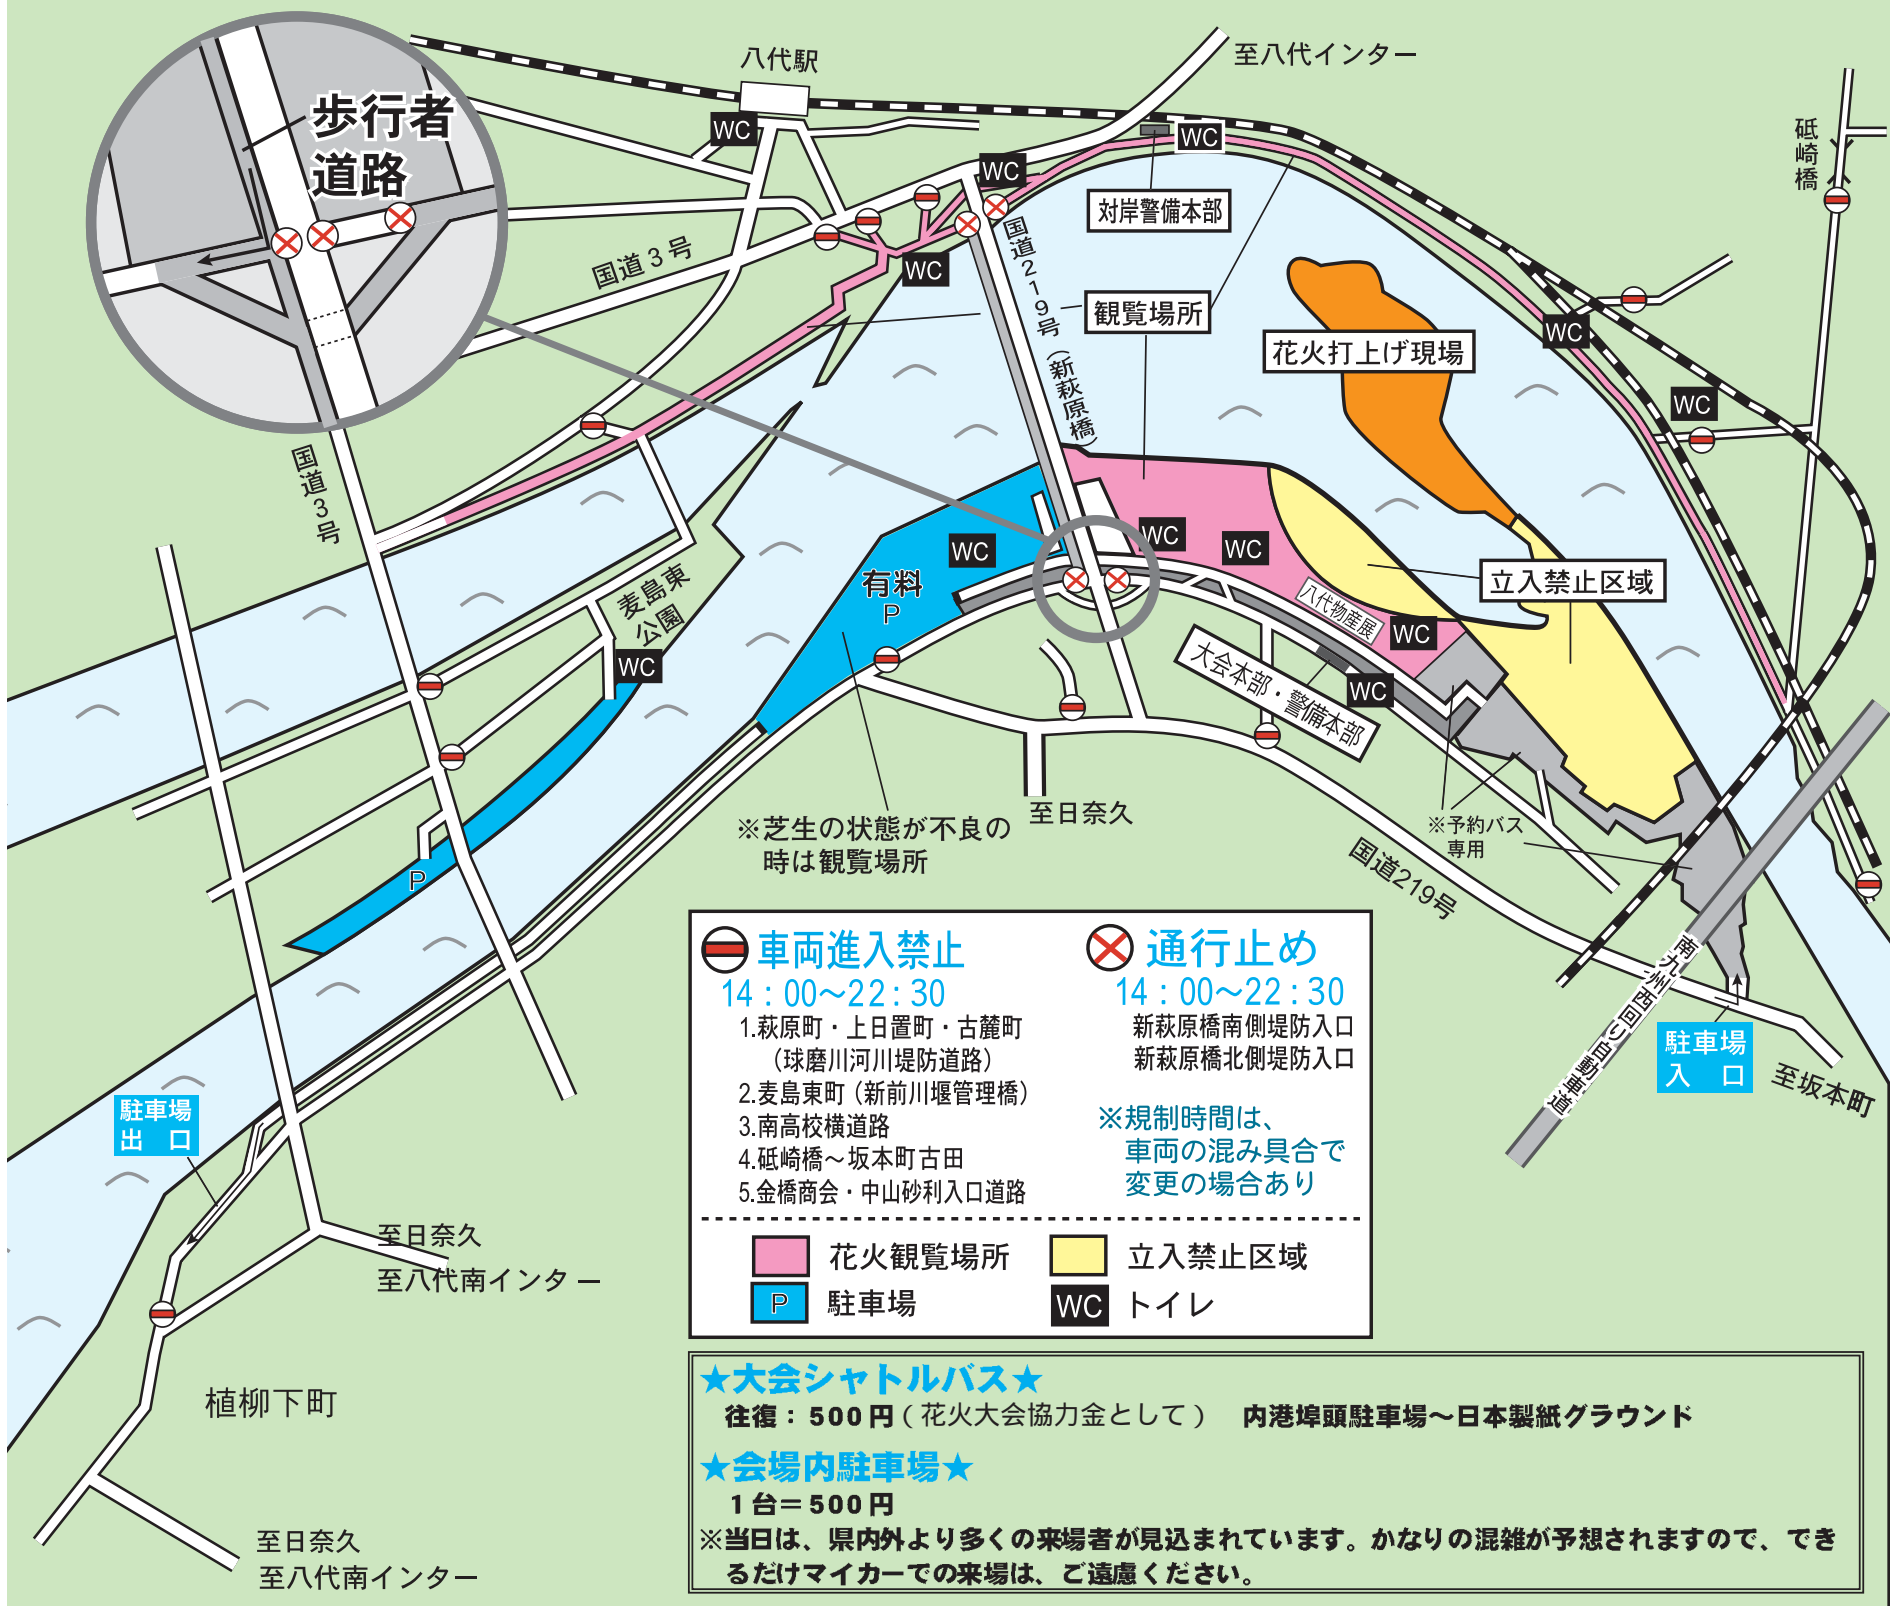 歩行者
道路
八代駅
WC
至八代インター
WC
WC
砥崎橋
対岸警備本部
国道3号
WC
国道219号(新萩原橋)
観覧場所
花火打上げ現場
WC
WC
国道3号
WC
WC
WC
有料
P
麦島東
公園
WC
立入禁止区域
八代物産展
WC
大会本部・警備本部
WC
※芝生の状態が不良の
時は観覧場所
至日奈久
※予約バス
専用
国道219号
P
南九州西回り自動車道
駐車場
入 口
至坂本町
駐車場
出 口
至日奈久
至八代南インター
植柳下町
至日奈久
至八代南インター
車両進入禁止
14:00~22:30
1.萩原町・上日置町・古麓町
(球磨川河川堤防道路)
2.麦島東町(新前川堰管理橋)
3.南高校横道路
4.砥崎橋~坂本町古田
5.金橋商会・中山砂利入口道路
通行止め
14:00~22:30
新萩原橋南側堤防入口
新萩原橋北側堤防入口
※規制時間は、
車両の混み具合で
変更の場合あり
花火観覧場所
立入禁止区域
P 駐車場
WC トイレ
★大会シャトルバス★
往復:500円(花火大会協力金として) 内港埠頭駐車場~日本製紙グラウンド
★会場内駐車場★
1台=500円
※当日は、県内外より多くの来場者が見込まれています。かなりの混雑が予想されますので、でき
るだけマイカーでの来場は、ご遠慮ください。